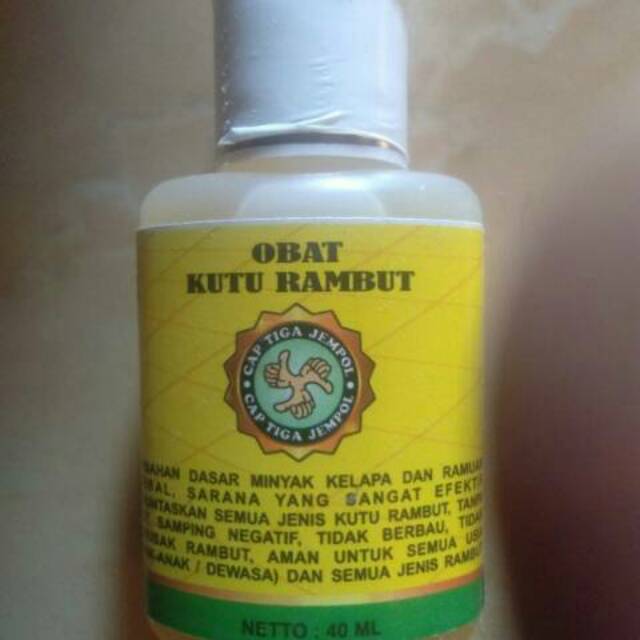 OBAT
KUTU RAMBUT
CAP TIGA JEMPOL
CAP TIGA JEMPOL
BAHAN DASAR MINYAK KELAPA DAN RAMUAN
SARANA YANG SANGAT EFEKTIF
SEMUA JENIS KUTU RAMBUT,
SAMPING NEGATIF, TIDAK BERBAU,
RAMBUT, AMAN UNTUK SEMUA
/ DEWASA) DAN SEMUA JENIS
NETTO : 40 ML